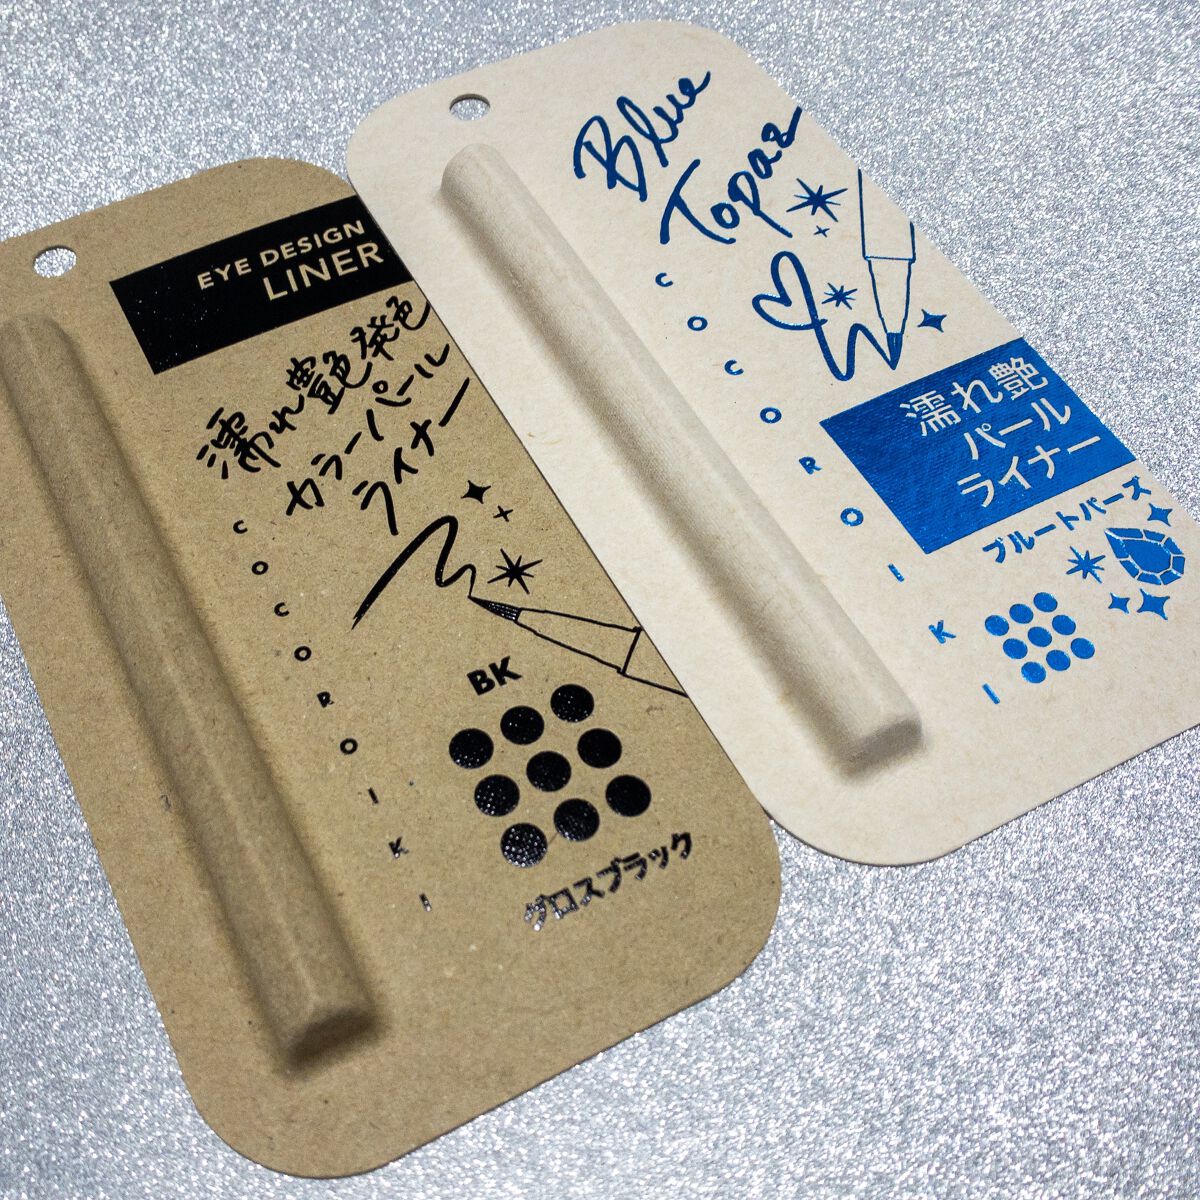 EYE DESIGN
LINER
濡れ艶発色
カラーパール
ライナー
COCOROIKI
BK
グロスブラック
Blue
Topaz
COCOROIKI
濡れ艶
パール
ライナー
ブルートパーズ